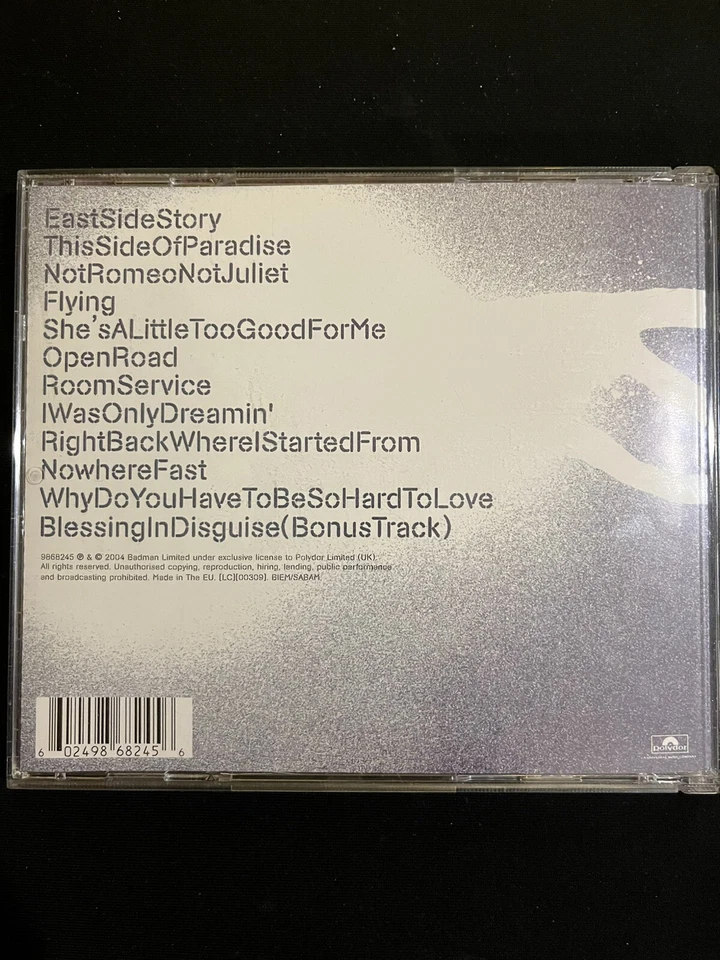 EastSideStory
ThisSideOfParadise
NotRomeoNotJuliet
Flying
She'sALittleTooGoodForMe
OpenRoad
RoomService
IWasOnlyDreamin'
RightBackWhereIStartedFrom
NowhereFast
WhyDoYouHaveToBeSoHardToLove
BlessingInDisguise(BonusTrack)
9868245 ℗ & © 2004 Badman Limited under exclusive license to Polydor Limited (UK).
All rights reserved. Unauthorised copying, reproduction, hiring, lending, public performance
and broadcasting prohibited. Made in The EU. [LC][00309]. BIEM/SABAM.
6 02498 68245 6
Polydor